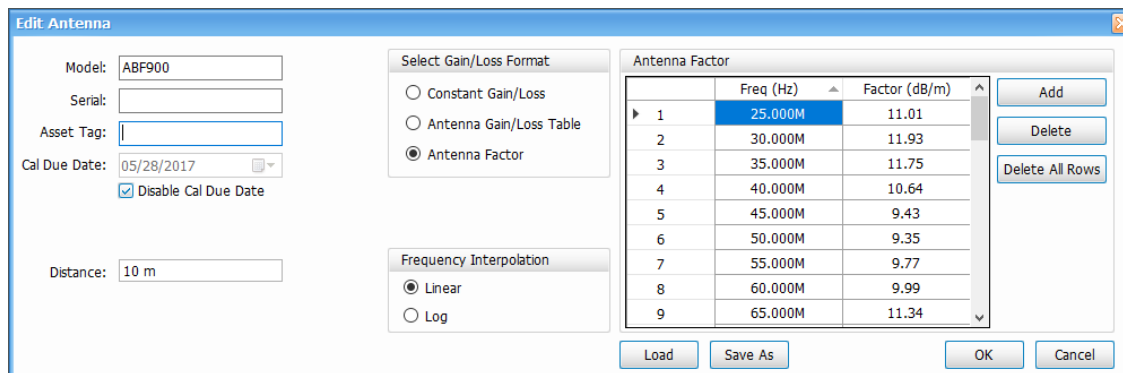 Edit Antenna
Model: ABF900
Serial:
Asset Tag:
Cal Due Date: 05/28/2017
Disable Cal Due Date
Distance: 10 m
Select Gain/Loss Format
Constant Gain/Loss
Antenna Gain/Loss Table
Antenna Factor
Frequency Interpolation
Linear
Log
Antenna Factor
Freq (Hz) Factor (dB/m)
1 25.000M 11.01
2 30.000M 11.93
3 35.000M 11.75
4 40.000M 10.64
5 45.000M 9.43
6 50.000M 9.35
7 55.000M 9.77
8 60.000M 9.99
9 65.000M 11.34
Add
Delete
Delete All Rows
Load Save As OK Cancel